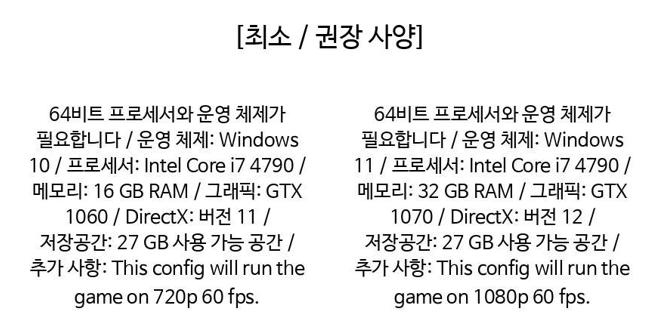 [최소 / 권장 사양]
64비트 프로세서와 운영 체제가
필요합니다 / 운영 체제: Windows
10 / 프로세서: Intel Core i7 4790 /
메모리: 16 GB RAM / 그래픽: GTX
1060 / DirectX: 버전 11 /
저장공간: 27 GB 사용 가능 공간 /
추가 사항: This config will run the
game on 720p 60 fps.
64비트 프로세서와 운영 체제가
필요합니다 / 운영 체제: Windows
11 / 프로세서: Intel Core i7 4790 /
메모리: 32 GB RAM / 그래픽: GTX
1070 / DirectX: 버전 12 /
저장공간: 27 GB 사용 가능 공간 /
추가 사항: This config will run the
game on 1080p 60 fps.